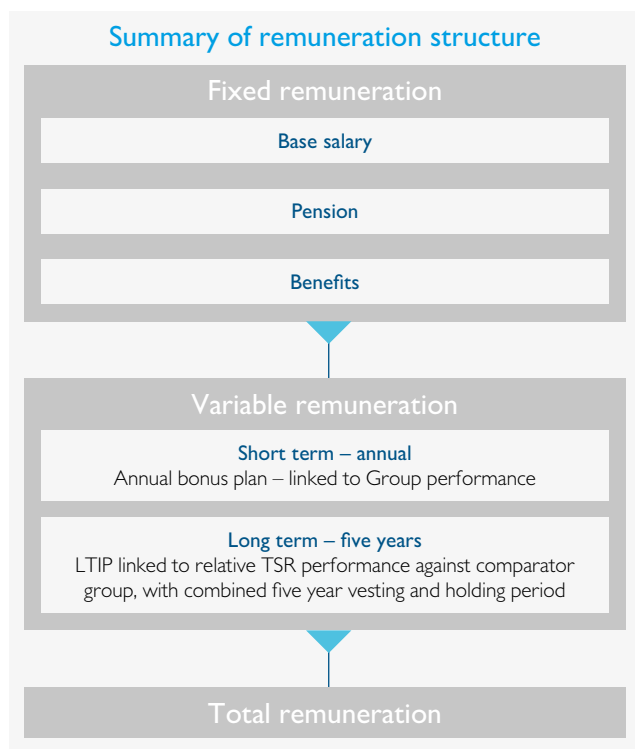 Summary of remuneration structure
Fixed remuneration
Base salary
Pension
Benefits
Variable remuneration
Short term – annual
Annual bonus plan – linked to Group performance
Long term – five years
LTIP linked to relative TSR performance against comparator
group, with combined five year vesting and holding period
Total remuneration